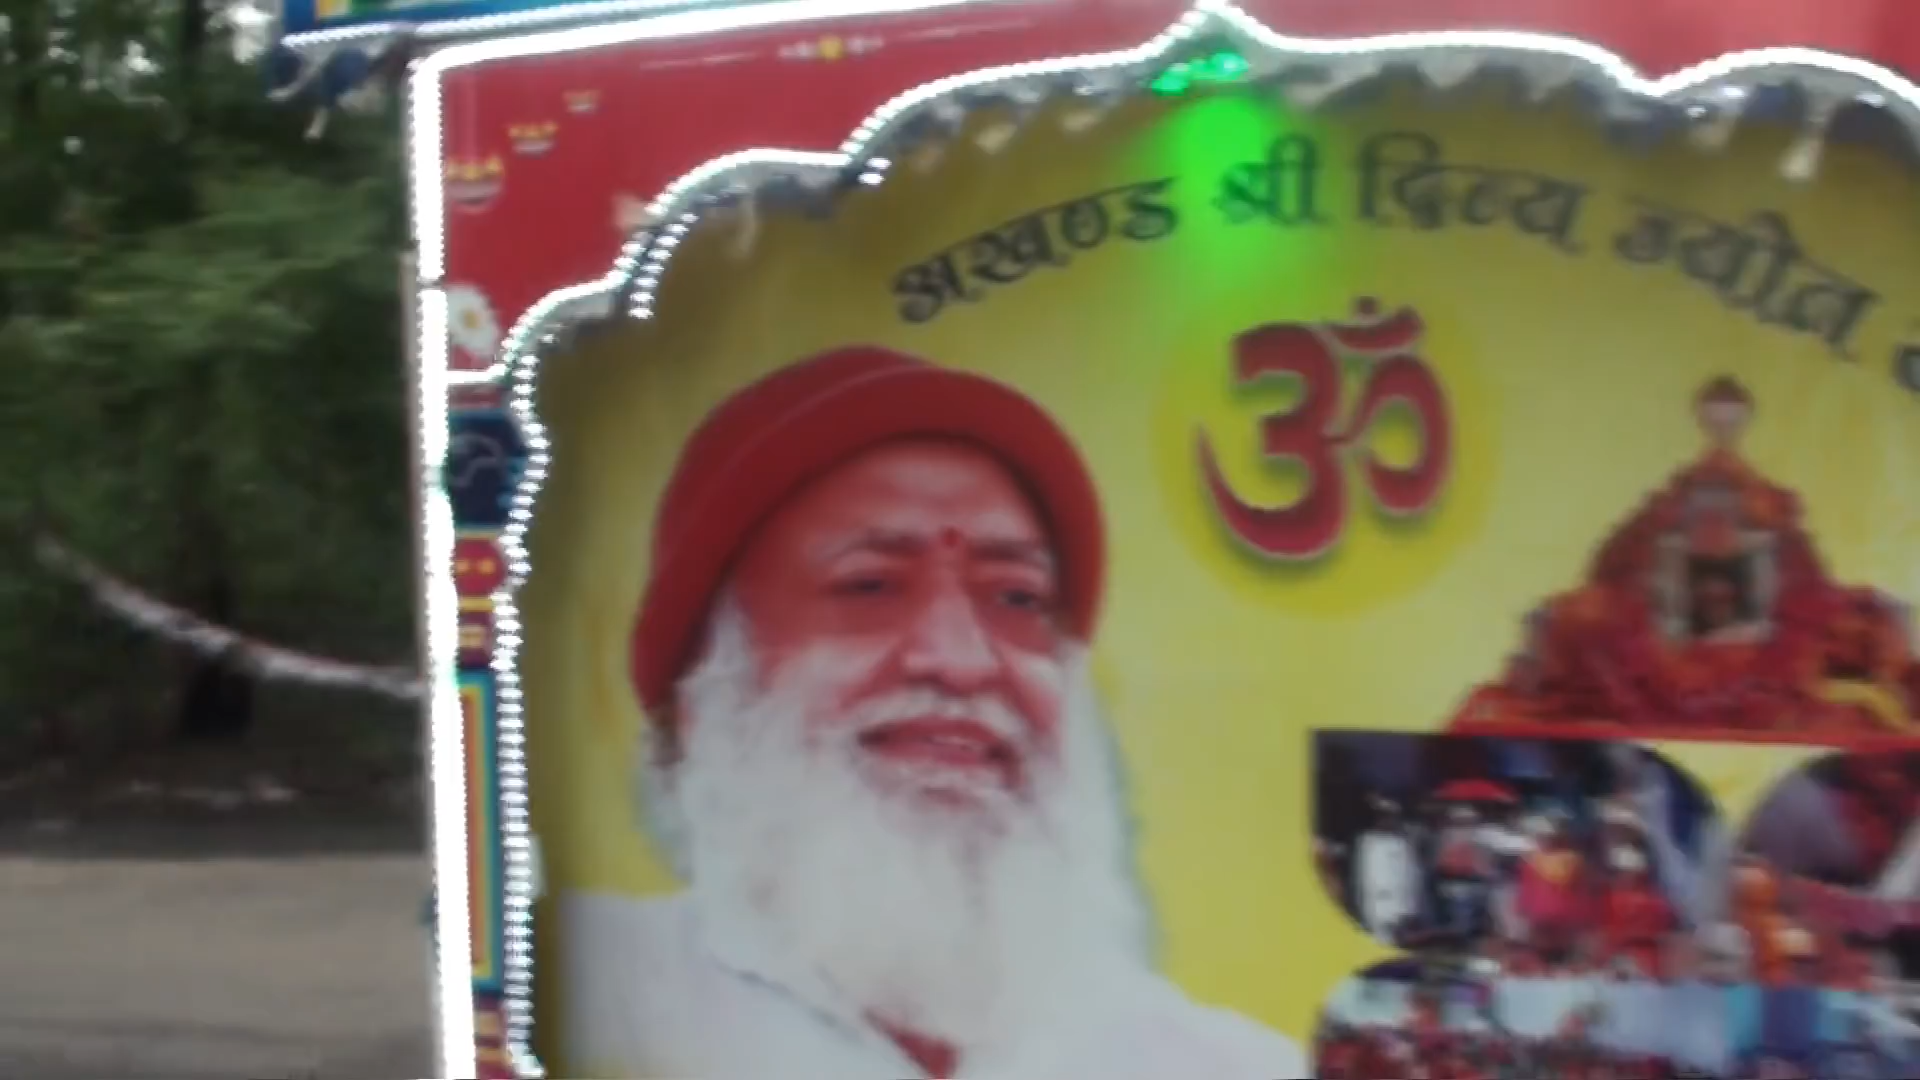 अखण्ड श्री दिव्य ज्योत
ॐ